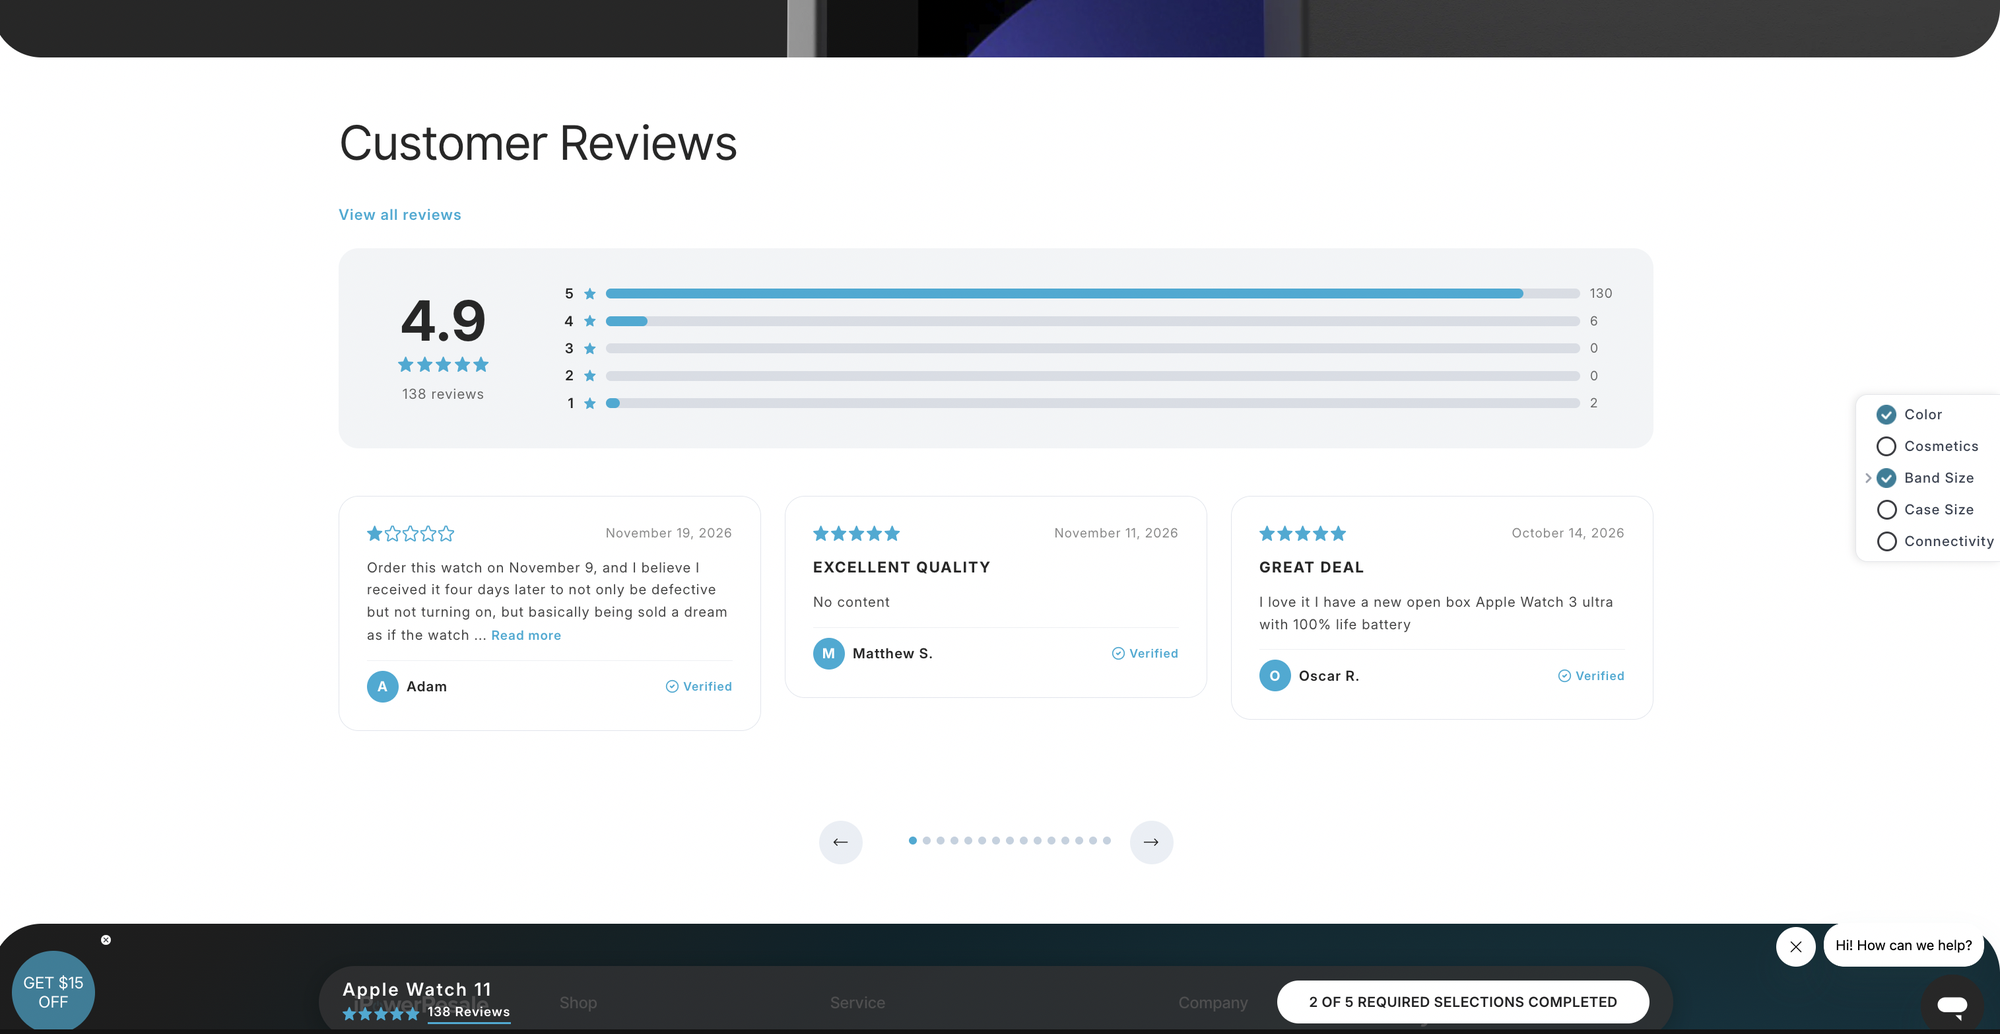 Customer Reviews
View all reviews
4.9
138 reviews
5 130
4 6
3 0
2 0
1 2
Color
Cosmetics
Band Size
Case Size
Connectivity
November 19, 2026
Order this watch on November 9, and I believe I
received it four days later to not only be defective
but not turning on, but basically being sold a dream
as if the watch ... Read more
A Adam Verified
November 11, 2026
EXCELLENT QUALITY
No content
M Matthew S. Verified
October 14, 2026
GREAT DEAL
I love it I have a new open box Apple Watch 3 ultra
with 100% life battery
O Oscar R. Verified
Hi! How can we help?
GET $15
OFF
Apple Watch 11
138 Reviews
Shop
Service
Company
2 OF 5 REQUIRED SELECTIONS COMPLETED